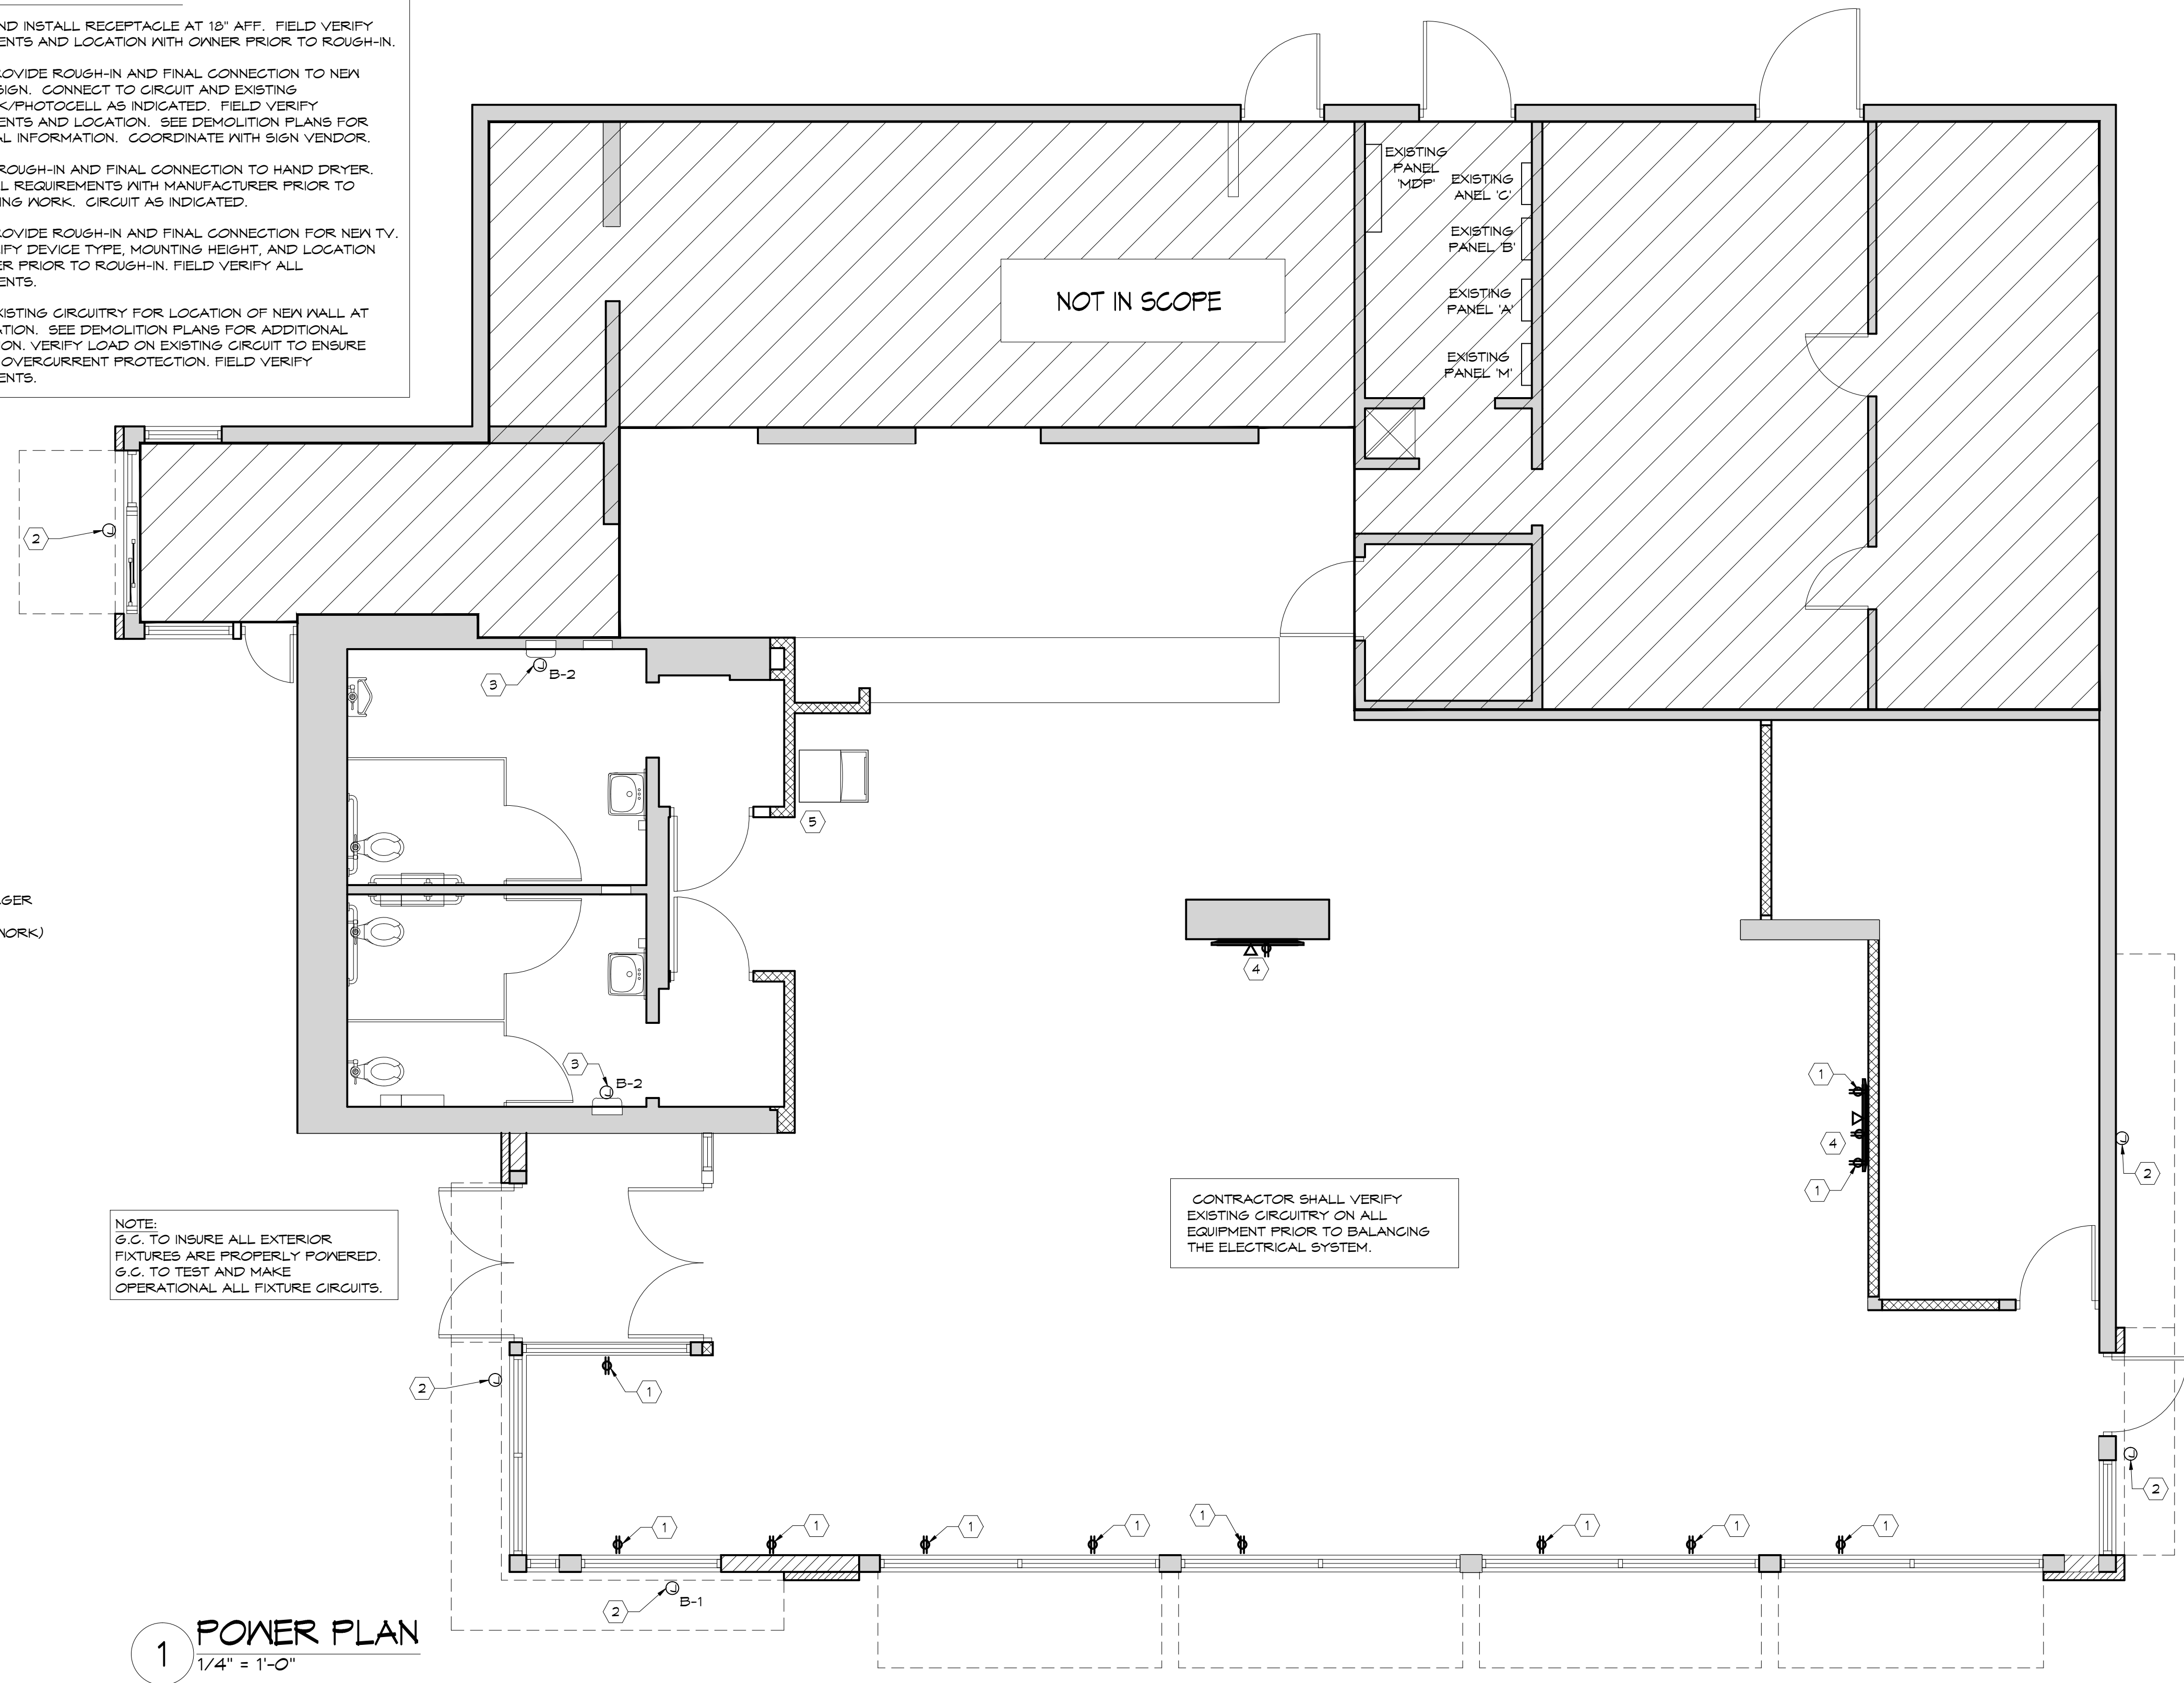 ND INSTALL RECEPTACLE AT 18" AFF. FIELD VERIFY
ENTS AND LOCATION WITH OWNER PRIOR TO ROUGH-IN.
ROVIDE ROUGH-IN AND FINAL CONNECTION TO NEW
SIGN. CONNECT TO CIRCUIT AND EXISTING
K/PHOTOCELL AS INDICATED. FIELD VERIFY
ENTS AND LOCATION. SEE DEMOLITION PLANS FOR
AL INFORMATION. COORDINATE WITH SIGN VENDOR.
ROUGH-IN AND FINAL CONNECTION TO HAND DRYER.
LL REQUIREMENTS WITH MANUFACTURER PRIOR TO
ING WORK. CIRCUIT AS INDICATED.
ROVIDE ROUGH-IN AND FINAL CONNECTION FOR NEW TV.
IFY DEVICE TYPE, MOUNTING HEIGHT, AND LOCATION
ER PRIOR TO ROUGH-IN. FIELD VERIFY ALL
ENTS.
XISTING CIRCUITRY FOR LOCATION OF NEW WALL AT
ATION. SEE DEMOLITION PLANS FOR ADDITIONAL
ION. VERIFY LOAD ON EXISTING CIRCUIT TO ENSURE
OVERCURRENT PROTECTION. FIELD VERIFY
ENTS.
EXISTING
PANEL
'MDP'
EXISTING
ANEL 'C'
EXISTING
PANEL 'B'
EXISTING
PANEL 'A'
EXISTING
PANEL 'M'
NOT IN SCOPE
2
3
B-2
5
GER
WORK)
4
3
B-2
1
4
1
2
NOTE:
G.C. TO INSURE ALL EXTERIOR
FIXTURES ARE PROPERLY POWERED.
G.C. TO TEST AND MAKE
OPERATIONAL ALL FIXTURE CIRCUITS.
CONTRACTOR SHALL VERIFY
EXISTING CIRCUITRY ON ALL
EQUIPMENT PRIOR TO BALANCING
THE ELECTRICAL SYSTEM.
2
1
2
1
1
1
1
1
1
1
1
2
B-1
1
POWER PLAN
1/4" = 1'-0"